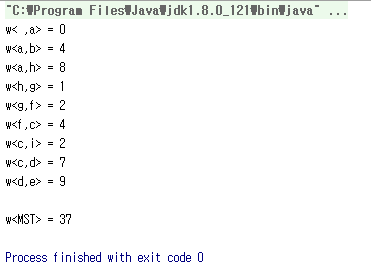 "C:₩Program Files₩Java₩jdk1.8.0_121₩bin₩java" ...
w< ,a> = 0
w<a,b> = 4
w<a,h> = 8
w<h,g> = 1
w<g,f> = 2
w<f,c> = 4
w<c,i> = 2
w<c,d> = 7
w<d,e> = 9
w<MST> = 37
Process finished with exit code 0